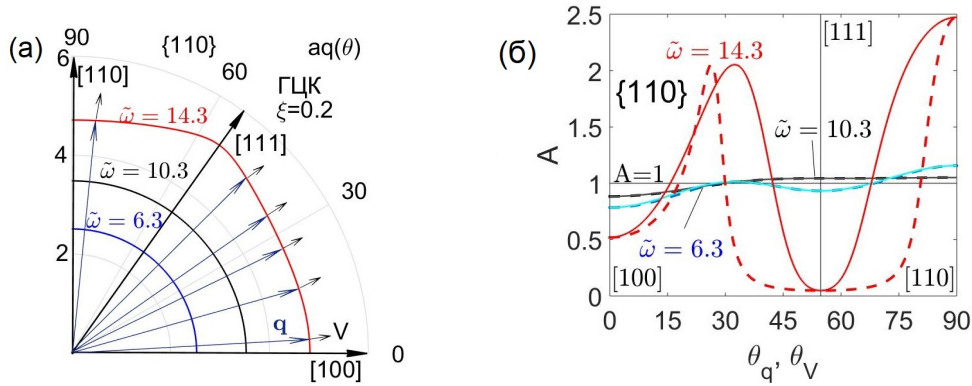 (а)
90
{110}
aq(θ)
6
[110]
60
ГЦК
ξ=0.2
ω̃ = 14.3
[111]
4
ω̃ = 10.3
30
ω̃ = 6.3
2
q
V
0
[100]
(б)
2.5
[111]
ω̃ = 14.3
2
{110}
1.5
ω̃ = 10.3
A
A=1
1
ω̃ = 6.3
0.5
[100]
[110]
0
0 15 30 45 60 75 90
θq, θV